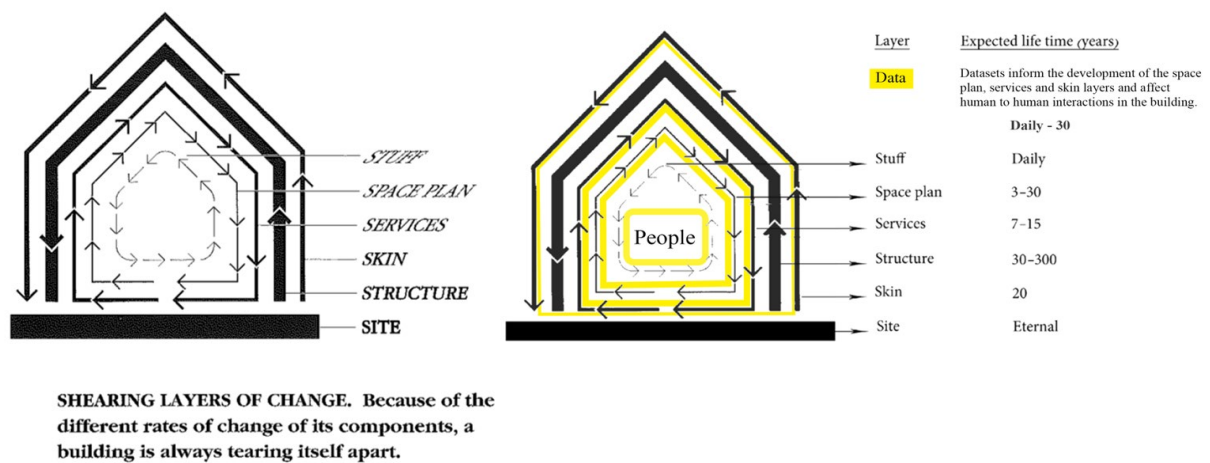 STUFF
SPACE PLAN
SERVICES
SKIN
STRUCTURE
SITE
SHEARING LAYERS OF CHANGE. Because of the
different rates of change of its components, a
building is always tearing itself apart.
People
Layer Expected life time (years)
Data Datasets inform the development of the space
plan, services and skin layers and affect
human to human interactions in the building.
Daily - 30
Stuff Daily
Space plan 3-30
Services 7-15
Structure 30-300
Skin 20
Site Eternal